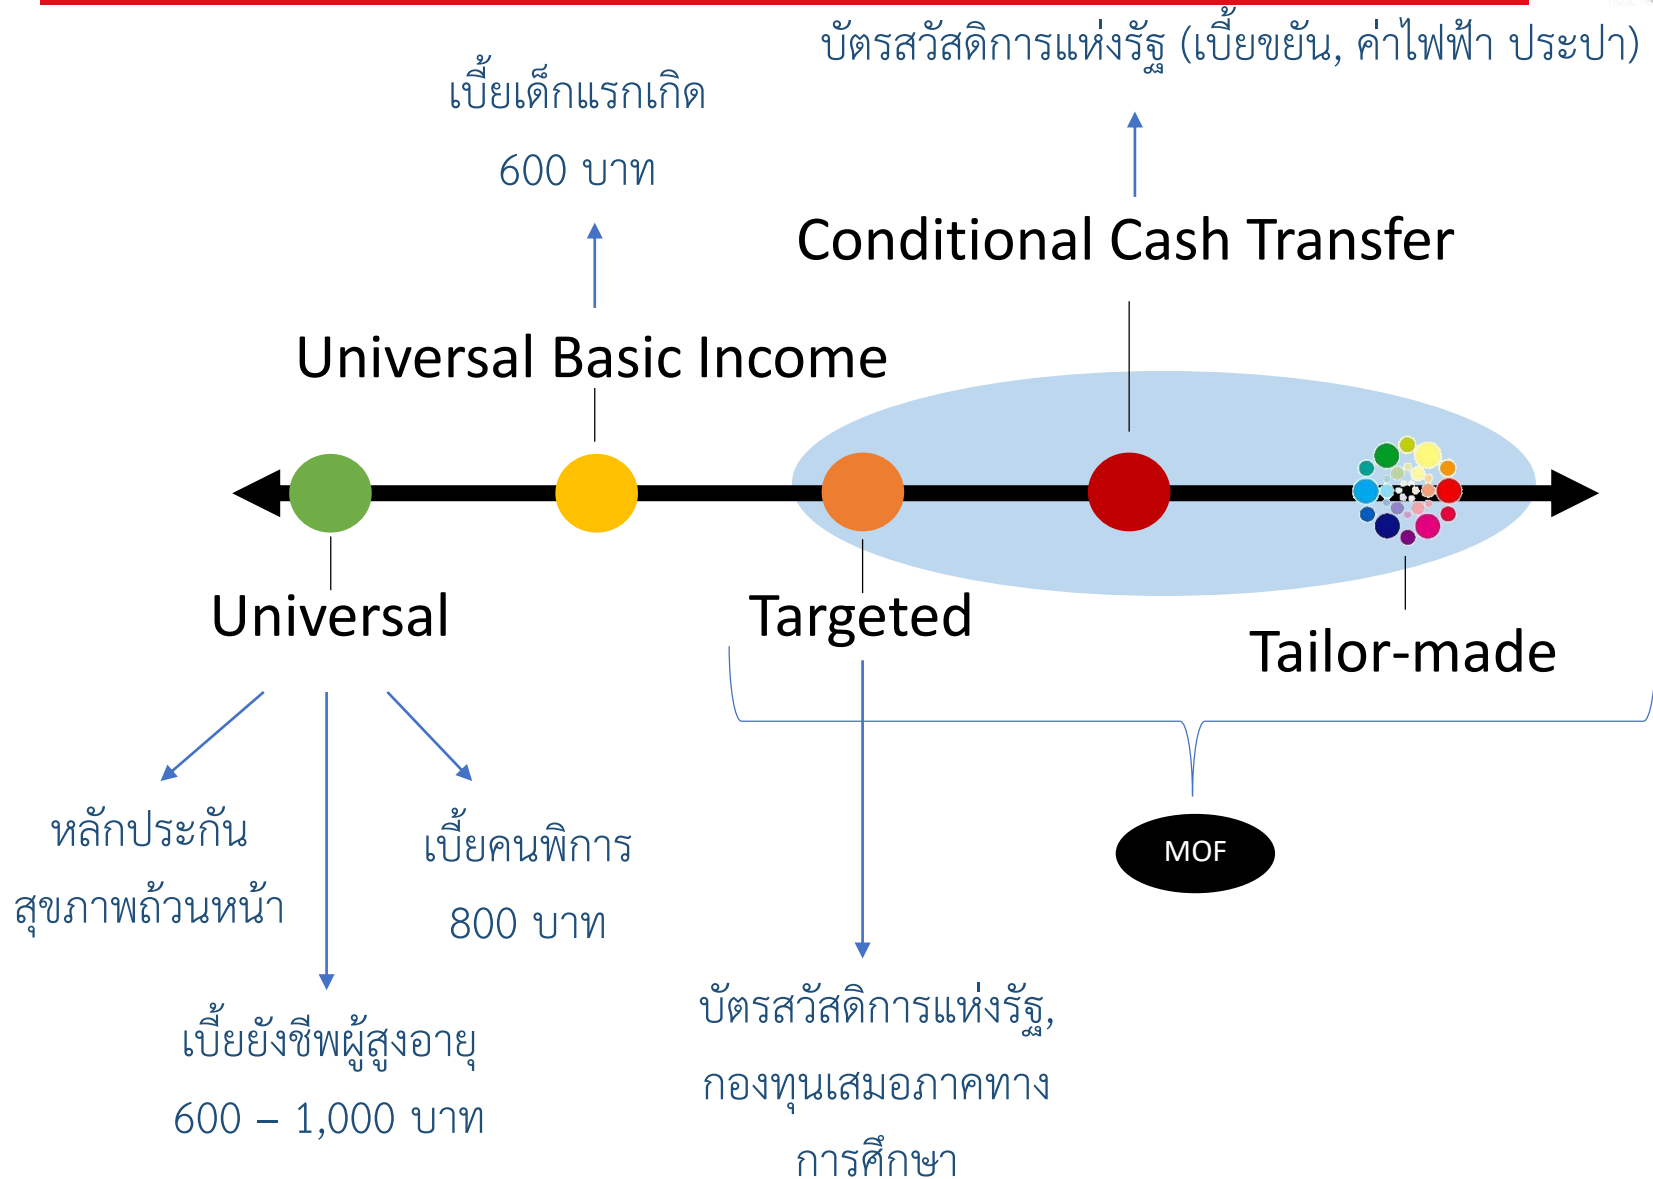 บัตรสวัสดิการแห่งรัฐ (เบี้ยขยัน, ค่าไฟฟ้า ประปา)
เบี้ยเด็กแรกเกิด
600 บาท
Conditional Cash Transfer
Universal Basic Income
Universal
Targeted
Tailor-made
หลักประกัน
สุขภาพถ้วนหน้า
เบี้ยคนพิการ
800 บาท
MOF
เบี้ยยังชีพผู้สูงอายุ
600 – 1,000 บาท
บัตรสวัสดิการแห่งรัฐ,
กองทุนเสมอภาคทาง
การศึกษา